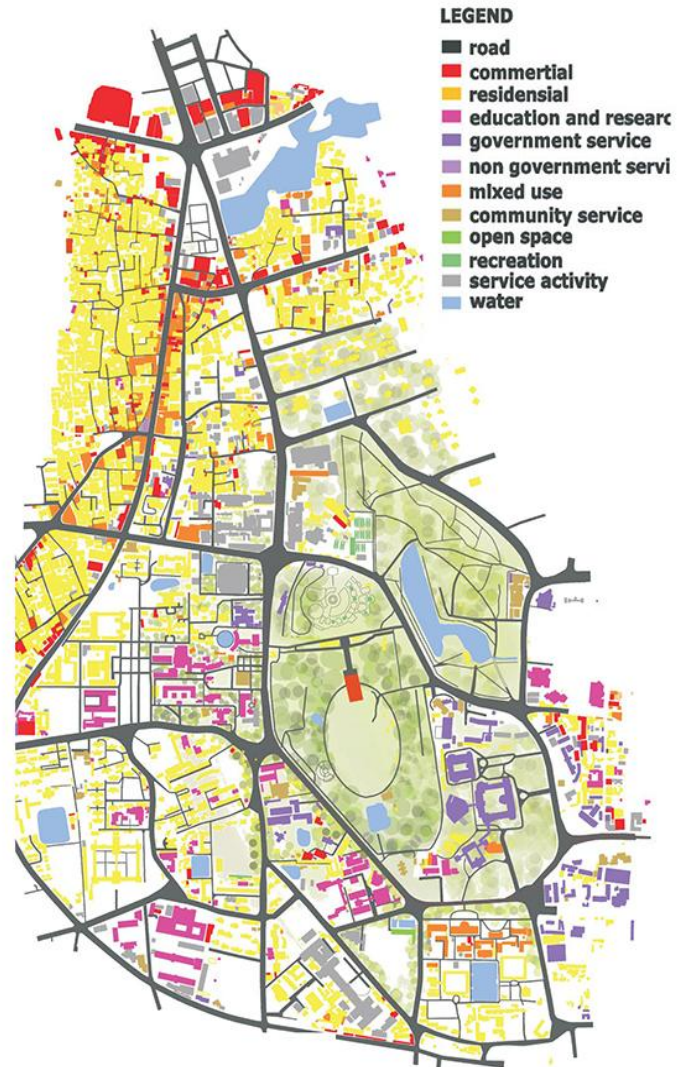 LEGEND
road
commertial
residensial
education and researc
government service
non government servi
mixed use
community service
open space
recreation
service activity
water